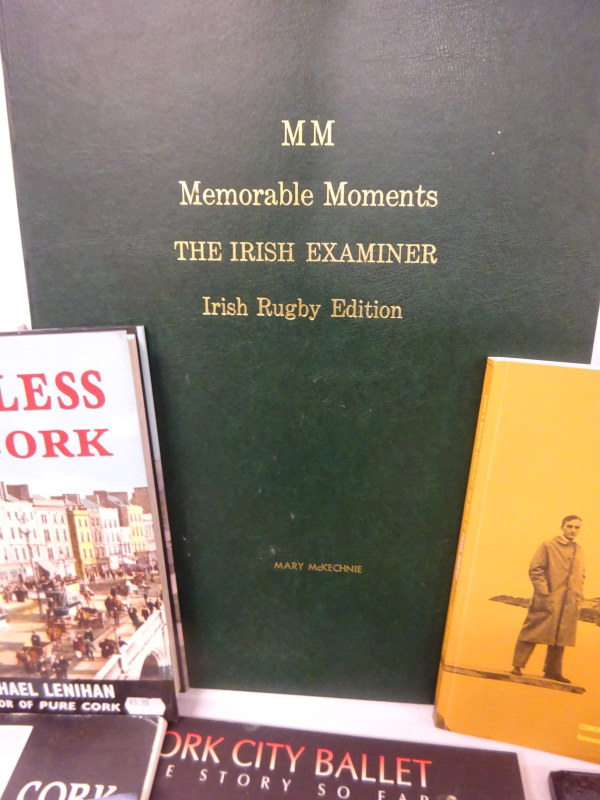 MM
Memorable Moments
THE IRISH EXAMINER
Irish Rugby Edition
MARY McKECHNIE
LESS
CORK
HAEL LENIHAN
OR OF PURE CORK
CORK
ORK CITY BALLET
E STORY SO FAR